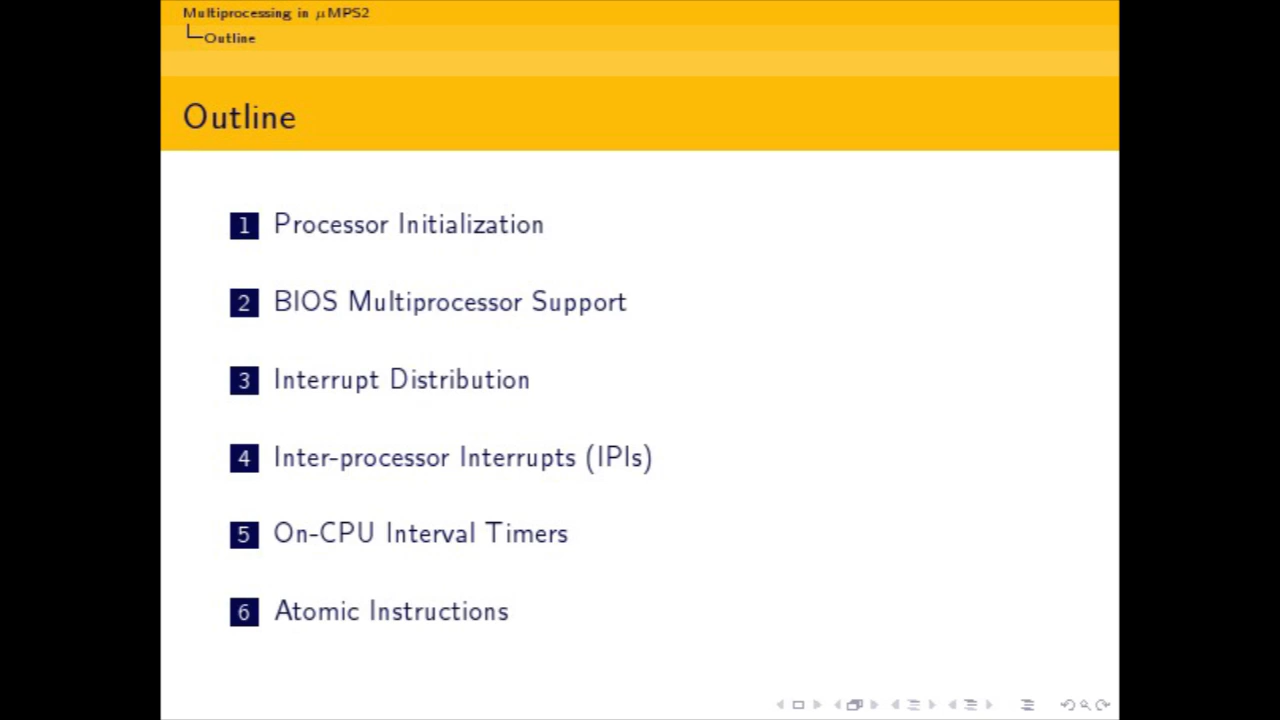 Multiprocessing in μMPS2
Outline
Outline
1 Processor Initialization
2 BIOS Multiprocessor Support
3 Interrupt Distribution
4 Inter-processor Interrupts (IPIs)
5 On-CPU Interval Timers
6 Atomic Instructions